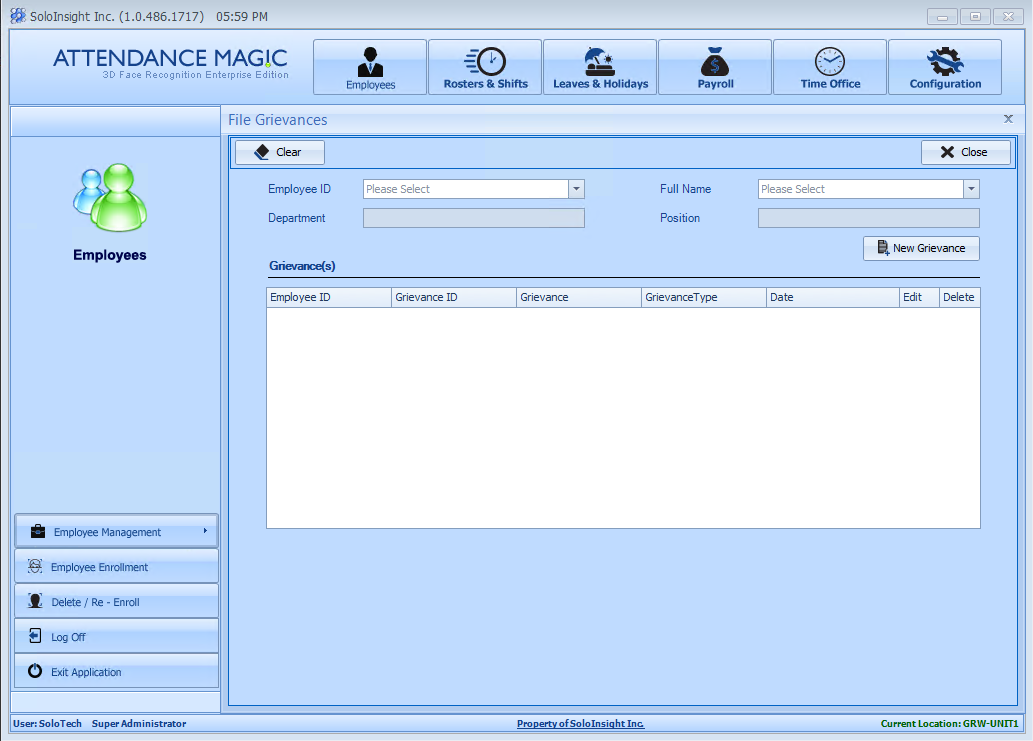 SoloInsight Inc. (1.0.486.1717) 05:59 PM
ATTENDANCE MAGIC
3D Face Recognition Enterprise Edition
Employees
Rosters & Shifts
Leaves & Holidays
Payroll
Time Office
Configuration
File Grievances
Clear
Close
Employee ID Please Select Full Name Please Select
Department Position
New Grievance
Grievance(s)
Employee ID Grievance ID Grievance GrievanceType Date Edit Delete
Employees
Employee Management
Employee Enrollment
Delete / Re - Enroll
Log Off
Exit Application
User: SoloTech Super Administrator Property of SoloInsight Inc. Current Location: GRW-UNIT1